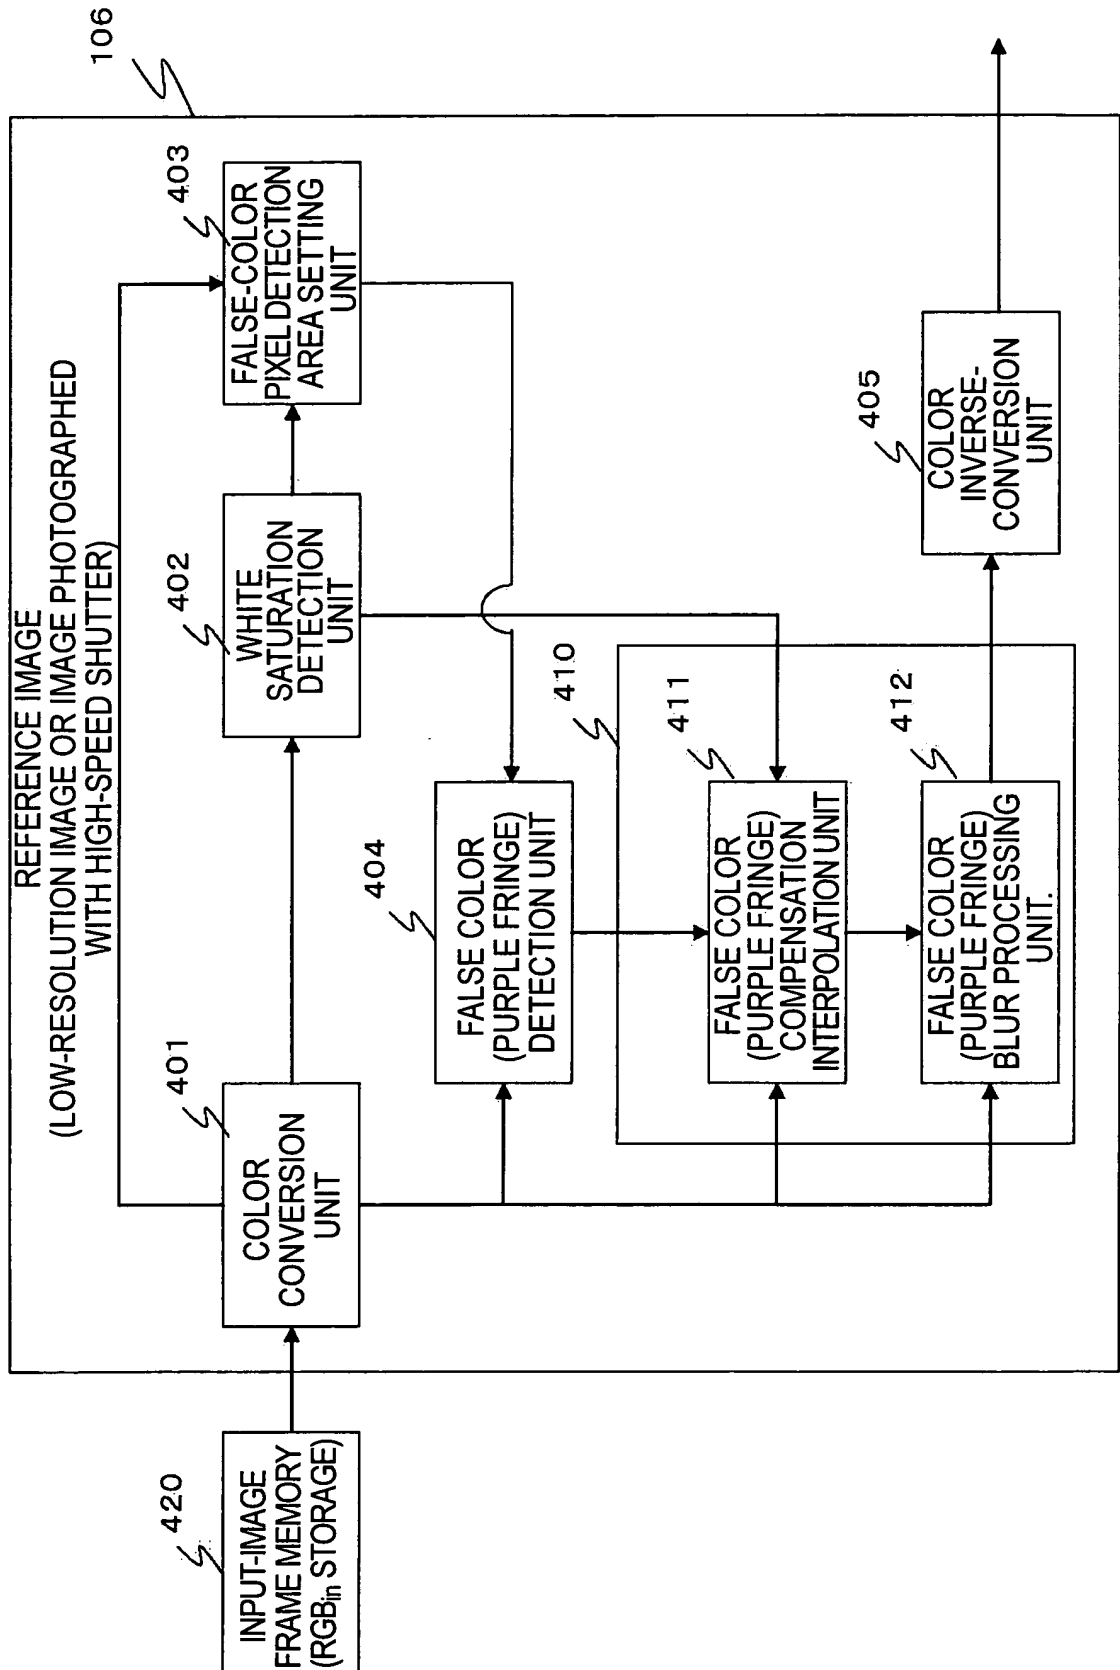 REFERENCE IMAGE
(LOW-RESOLUTION IMAGE OR IMAGE PHOTOGRAPHED
WITH HIGH-SPEED SHUTTER)
106
420
INPUT-IMAGE
FRAME MEMORY
(RGBin STORAGE)
401
COLOR
CONVERSION
UNIT
402
WHITE
SATURATION
DETECTION
UNIT
403
FALSE-COLOR
PIXEL DETECTION
AREA SETTING
UNIT
404
FALSE COLOR
(PURPLE FRINGE)
DETECTION UNIT
410
411
FALSE COLOR
(PURPLE FRINGE)
COMPENSATION
INTERPOLATION UNIT
412
FALSE COLOR
(PURPLE FRINGE)
BLUR PROCESSING
UNIT.
405
COLOR
INVERSE-
CONVERSION
UNIT